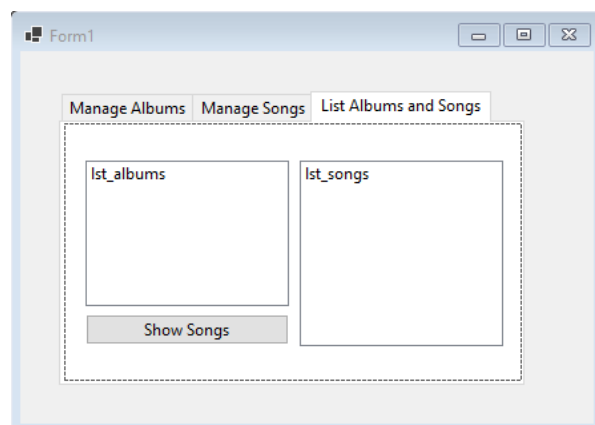 Form1
Manage Albums Manage Songs List Albums and Songs
lst_albums lst_songs
Show Songs